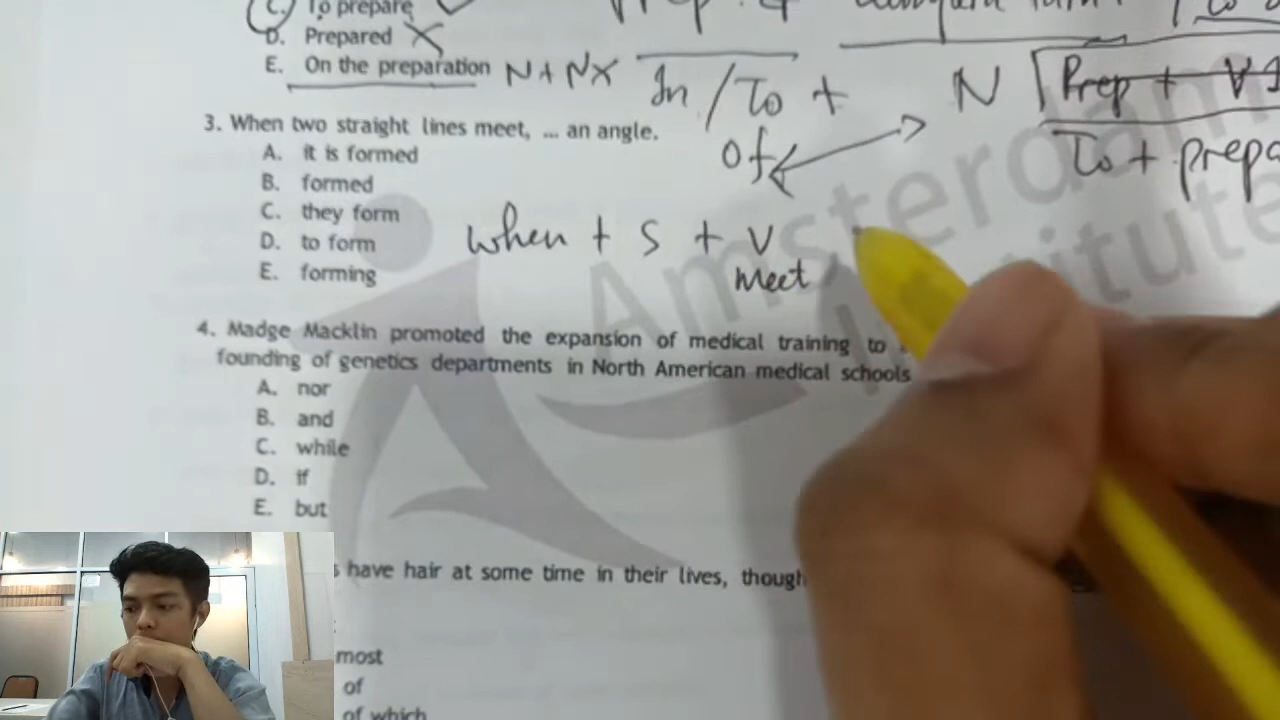 C. To prepare
Prep. +
D. Prepared X
E. On the preparation N + N X
In / To + N Prep + V
of
To + prepa
3. When two straight lines meet, ... an angle.
A. it is formed
B. formed
C. they form
D. to form
E. forming
when + S + V
meet
Amsterdam
Institute
4. Madge Macklin promoted the expansion of medical training to
founding of genetics departments in North American medical schools
A. nor
B. and
C. while
D. if
E. but
s have hair at some time in their lives, though
most
of
of which